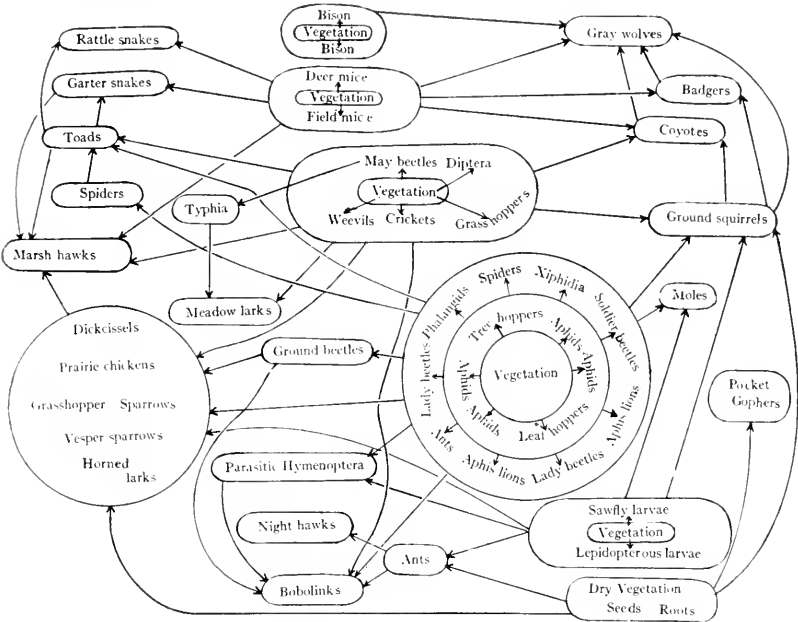 Bison
Vegetation
Bison
Gray wolves
Rattle snakes
Deer mice
Vegetation
Field mice
Garter snakes
Badgers
Coyotes
Toads
May beetles Diptera
Vegetation
Weevils Crickets Grasshoppers
Spiders
Typhia
Ground squirrels
Marsh hawks
Meadow larks
Moles
Phalangids
Spiders
Xiphidia
Soldier beetles
Aphis lions
Lady beetles
Aphis lions
Ants
Lady beetles
Tree hoppers
Aphids
Aphids
Leaf hoppers
Aphids
Aphids
Vegetation
Dickcissels
Prairie chickens
Grasshopper Sparrows
Vesper sparrows
Horned
larks
Ground beetles
Pocket
Gophers
Parasitic Hymenoptera
Night hawks
Ants
Bobolinks
Sawfly larvae
Vegetation
Lepidopterous larvae
Dry Vegetation
Seeds Roots